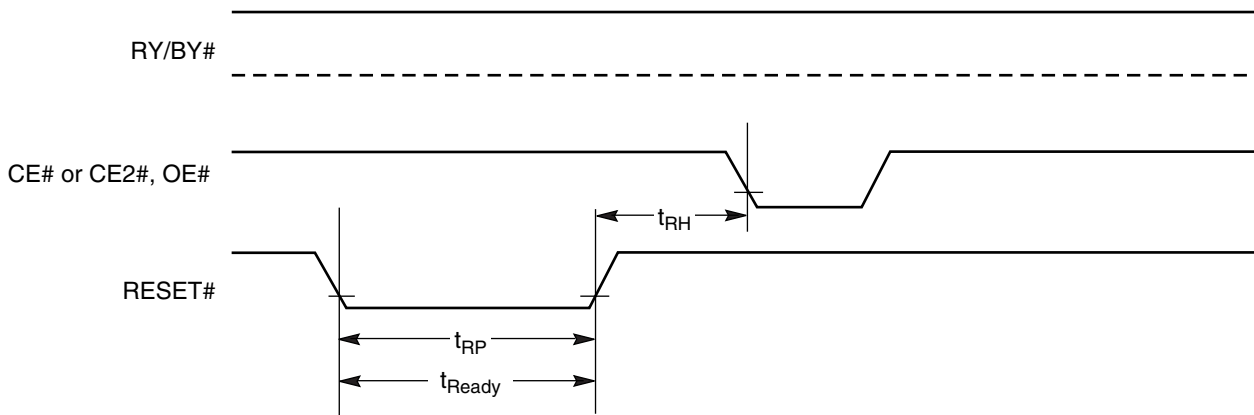 RY/BY#
CE# or CE2#, OE#
tRH
RESET#
tRP
tReady